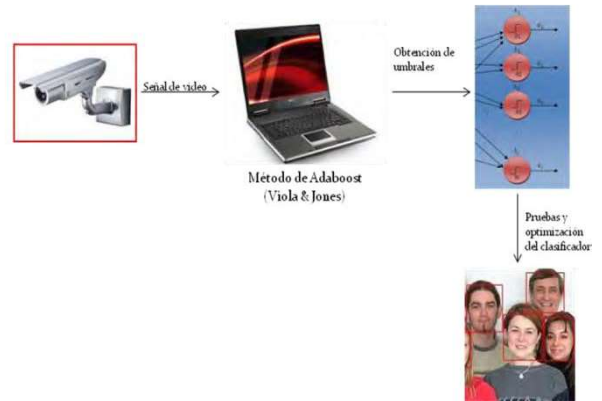 Señal de video
Método de Adaboost
(Viola & Jones)
Obtención de
umbrales
Pruebas y
optimización
del clasificador